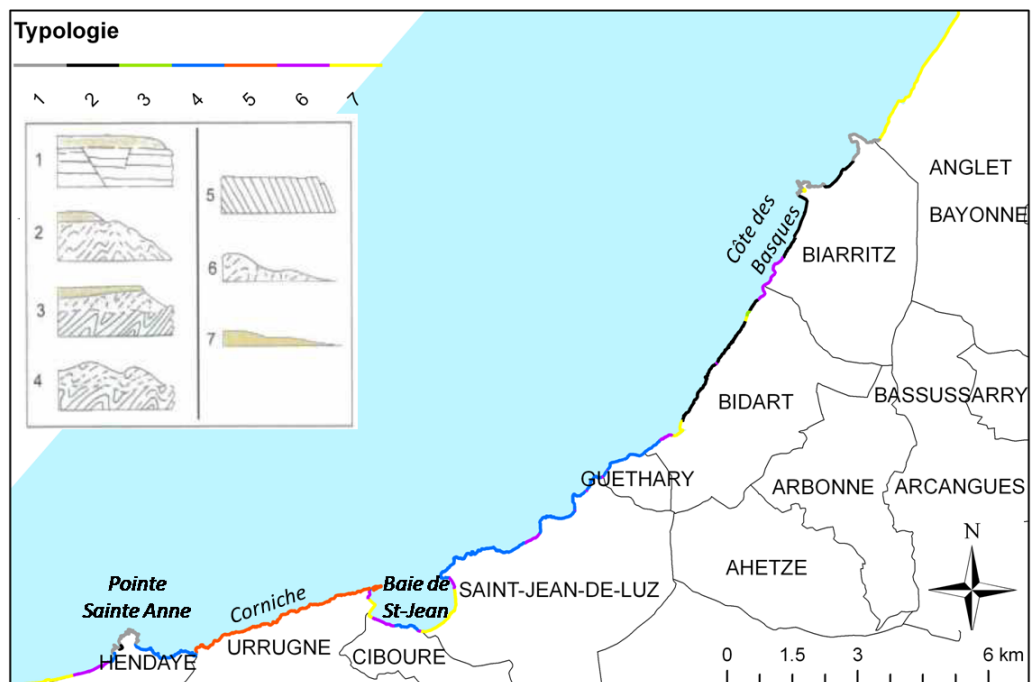 Typologie
1 2 3 4 5 6 7
1
2
3
4
5
6
7
ANGLET
BAYONNE
Côte des
Basques
BIARRITZ
BIDART
BASSUSSARRY
GUETHARY
ARBONNE
ARCANGUES
AHETZE
N
Pointe
Sainte Anne
Corniche
Baie de
St-Jean
SAINT-JEAN-DE-LUZ
HENDAYE
URRUGNE
CIBOURE
0 1.5 3 6 km